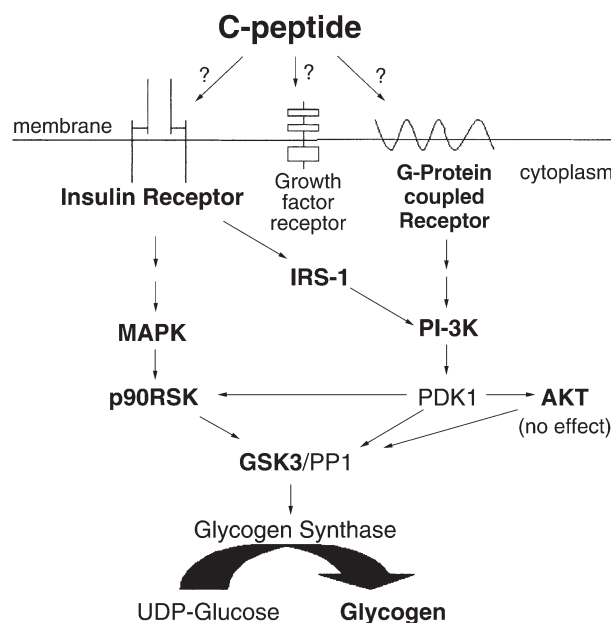 C-peptide
? ? ?
membrane
cytoplasm
Insulin Receptor
Growth
factor
receptor
G-Protein
coupled
Receptor
IRS-1
MAPK
PI-3K
p90RSK
PDK1
AKT
(no effect)
GSK3/PP1
Glycogen Synthase
UDP-Glucose
Glycogen